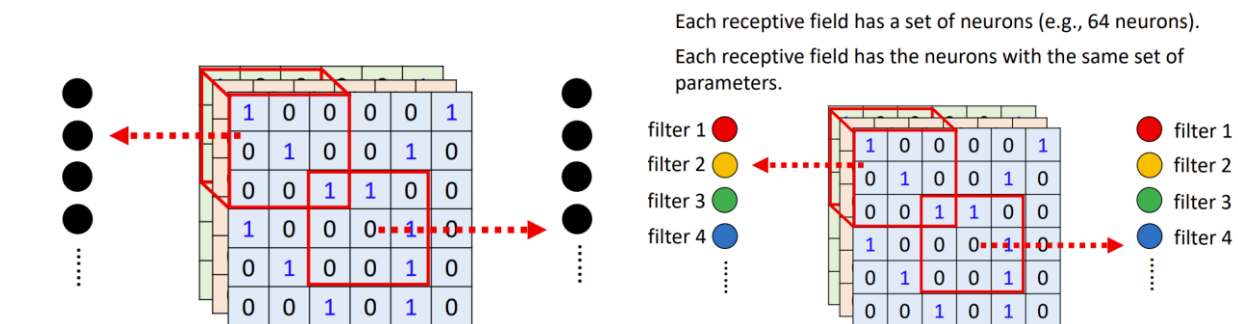 Each receptive field has a set of neurons (e.g., 64 neurons).
Each receptive field has the neurons with the same set of
parameters.
1 0 0 0 0 1
0 1 0 0 1 0
0 0 1 1 0 0
1 0 0 0 1 0
0 1 0 0 1 0
0 0 1 0 1 0
filter 1
filter 2
filter 3
filter 4
1 0 0 0 0 1
0 1 0 0 1 0
0 0 1 1 0 0
1 0 0 0 1 0
0 1 0 0 1 0
0 0 1 0 1 0
filter 1
filter 2
filter 3
filter 4